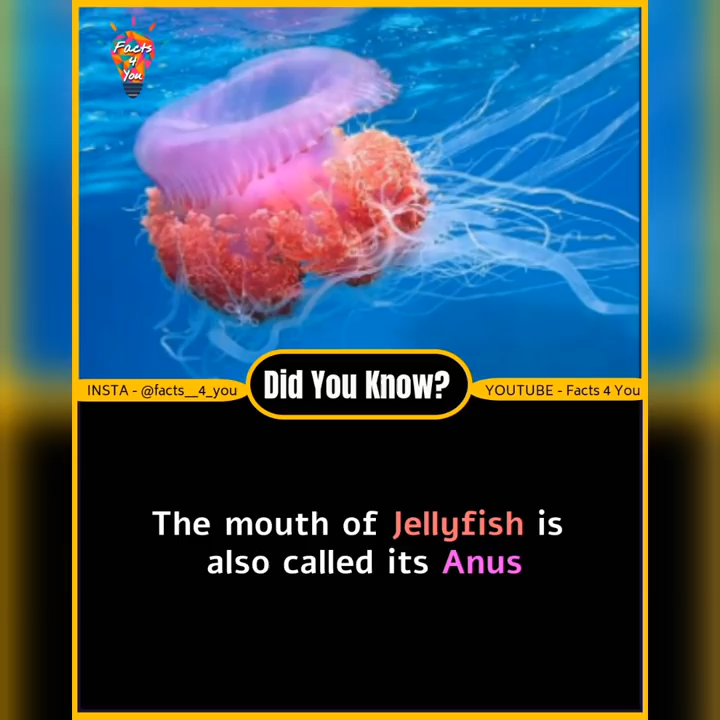 Facts
4
You
INSTA - @facts__4_you
Did You Know?
YOUTUBE - Facts 4 You
The mouth of Jellyfish is
also called its Anus